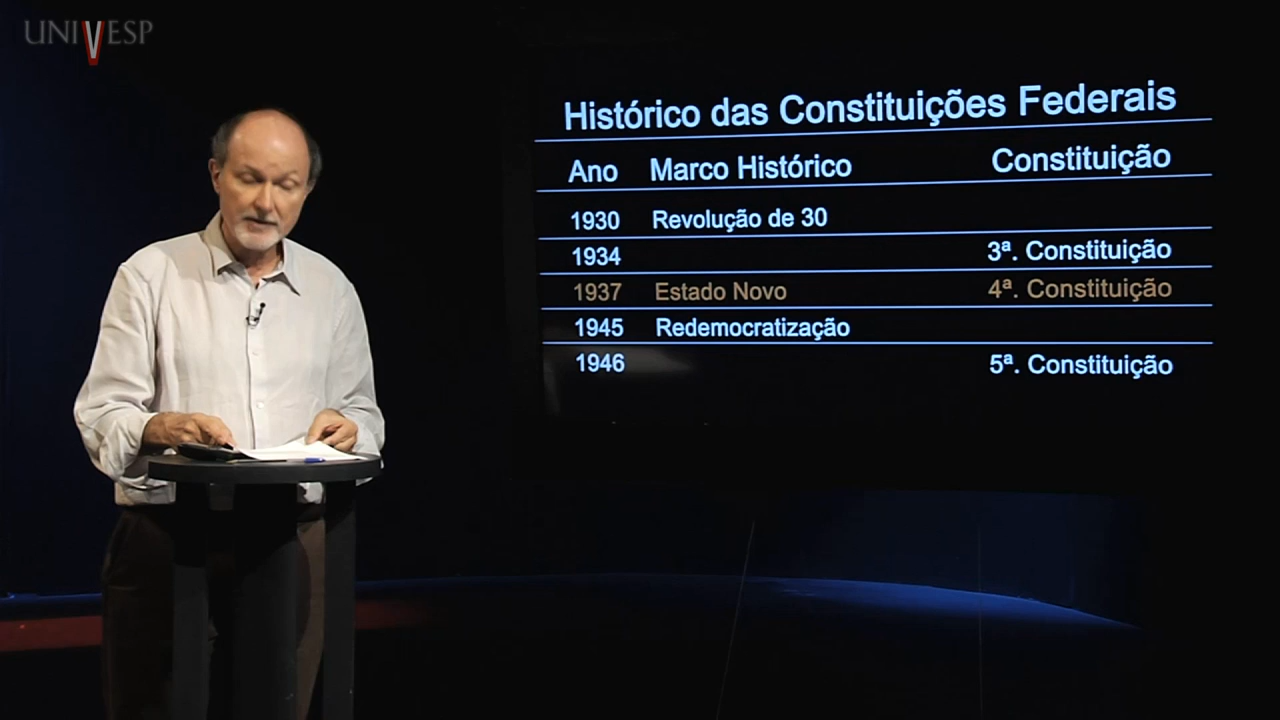 UNIVESP
Histórico das Constituições Federais
Ano Marco Histórico Constituição
1930 Revolução de 30
1934 3ª. Constituição
1937 Estado Novo 4ª. Constituição
1945 Redemocratização
1946 5ª. Constituição